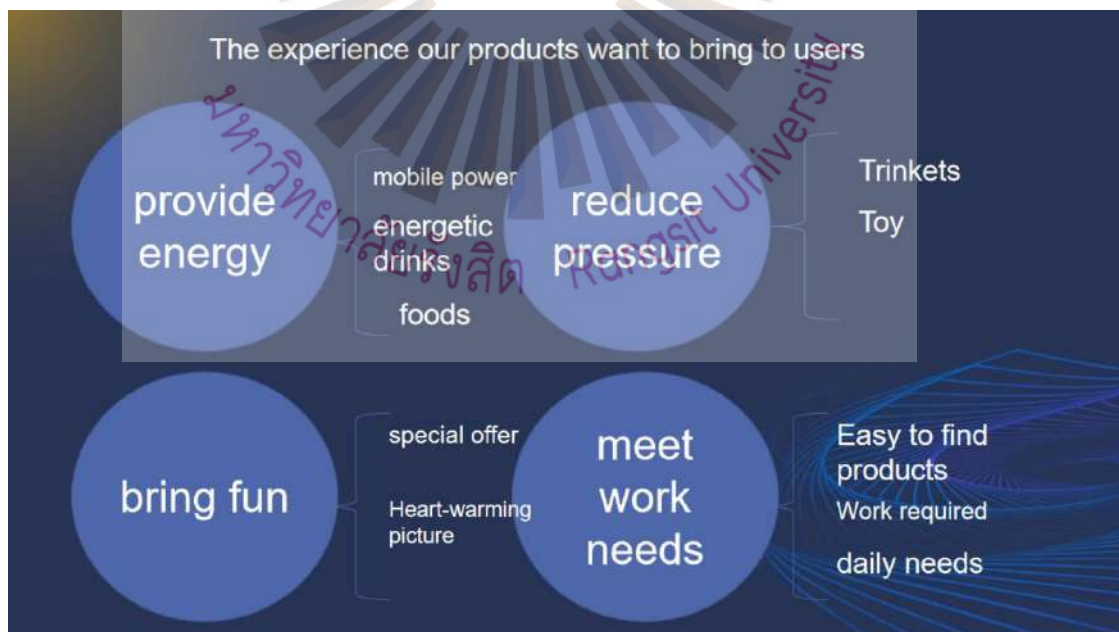 The experience our products want to bring to users
provide
energy
mobile power
energetic
drinks
foods
reduce
pressure
Trinkets
Toy
bring fun
special offer
Heart-warming
picture
meet
work
needs
Easy to find
products
Work required
daily needs
มหาวิทยาลัยรังสิต Rangsit University